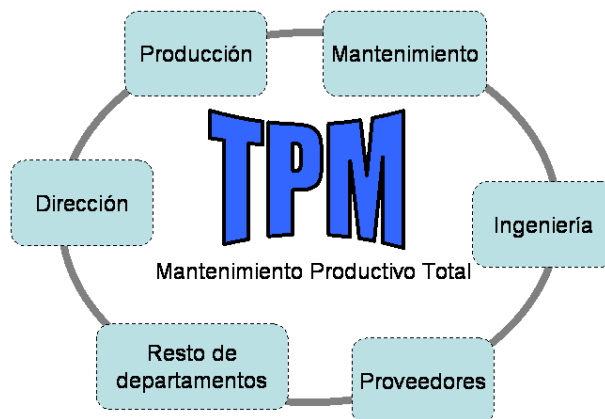 Producción
Mantenimiento
TPM
Dirección
Ingeniería
Mantenimiento Productivo Total
Resto de
departamentos
Proveedores